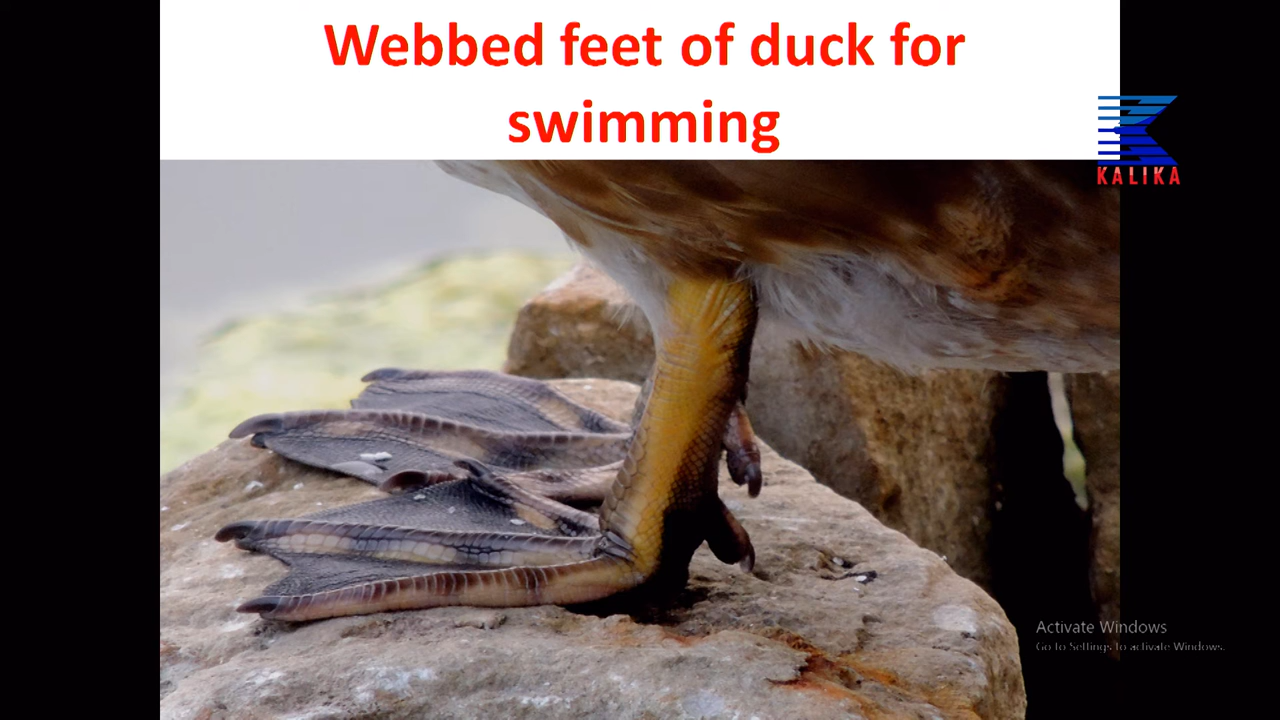 Webbed feet of duck for
swimming
KALIKA
Activate Windows
Go to Settings to activate Windows.